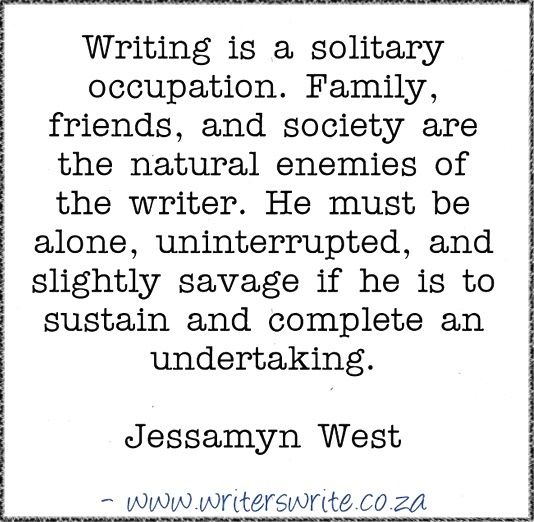 Writing is a solitary
occupation. Family,
friends, and society are
the natural enemies of
the writer. He must be
alone, uninterrupted, and
slightly savage if he is to
sustain and complete an
undertaking.
Jessamyn West
- www.writerswrite.co.za